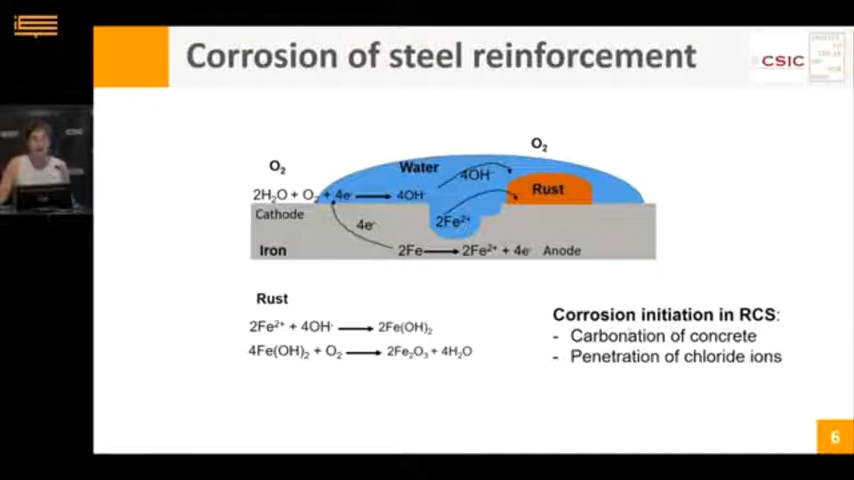 Corrosion of steel reinforcement
CSIC
O₂
O₂
Water
4OH⁻
Rust
2H₂O + O₂ + 4e⁻ → 4OH⁻
Cathode
4e⁻
2Fe²⁺
Iron
2Fe → 2Fe²⁺ + 4e⁻ Anode
Rust
2Fe²⁺ + 4OH⁻ → 2Fe(OH)₂
4Fe(OH)₂ + O₂ → 2Fe₂O₃ + 4H₂O
Corrosion initiation in RCS:
- Carbonation of concrete
- Penetration of chloride ions
6